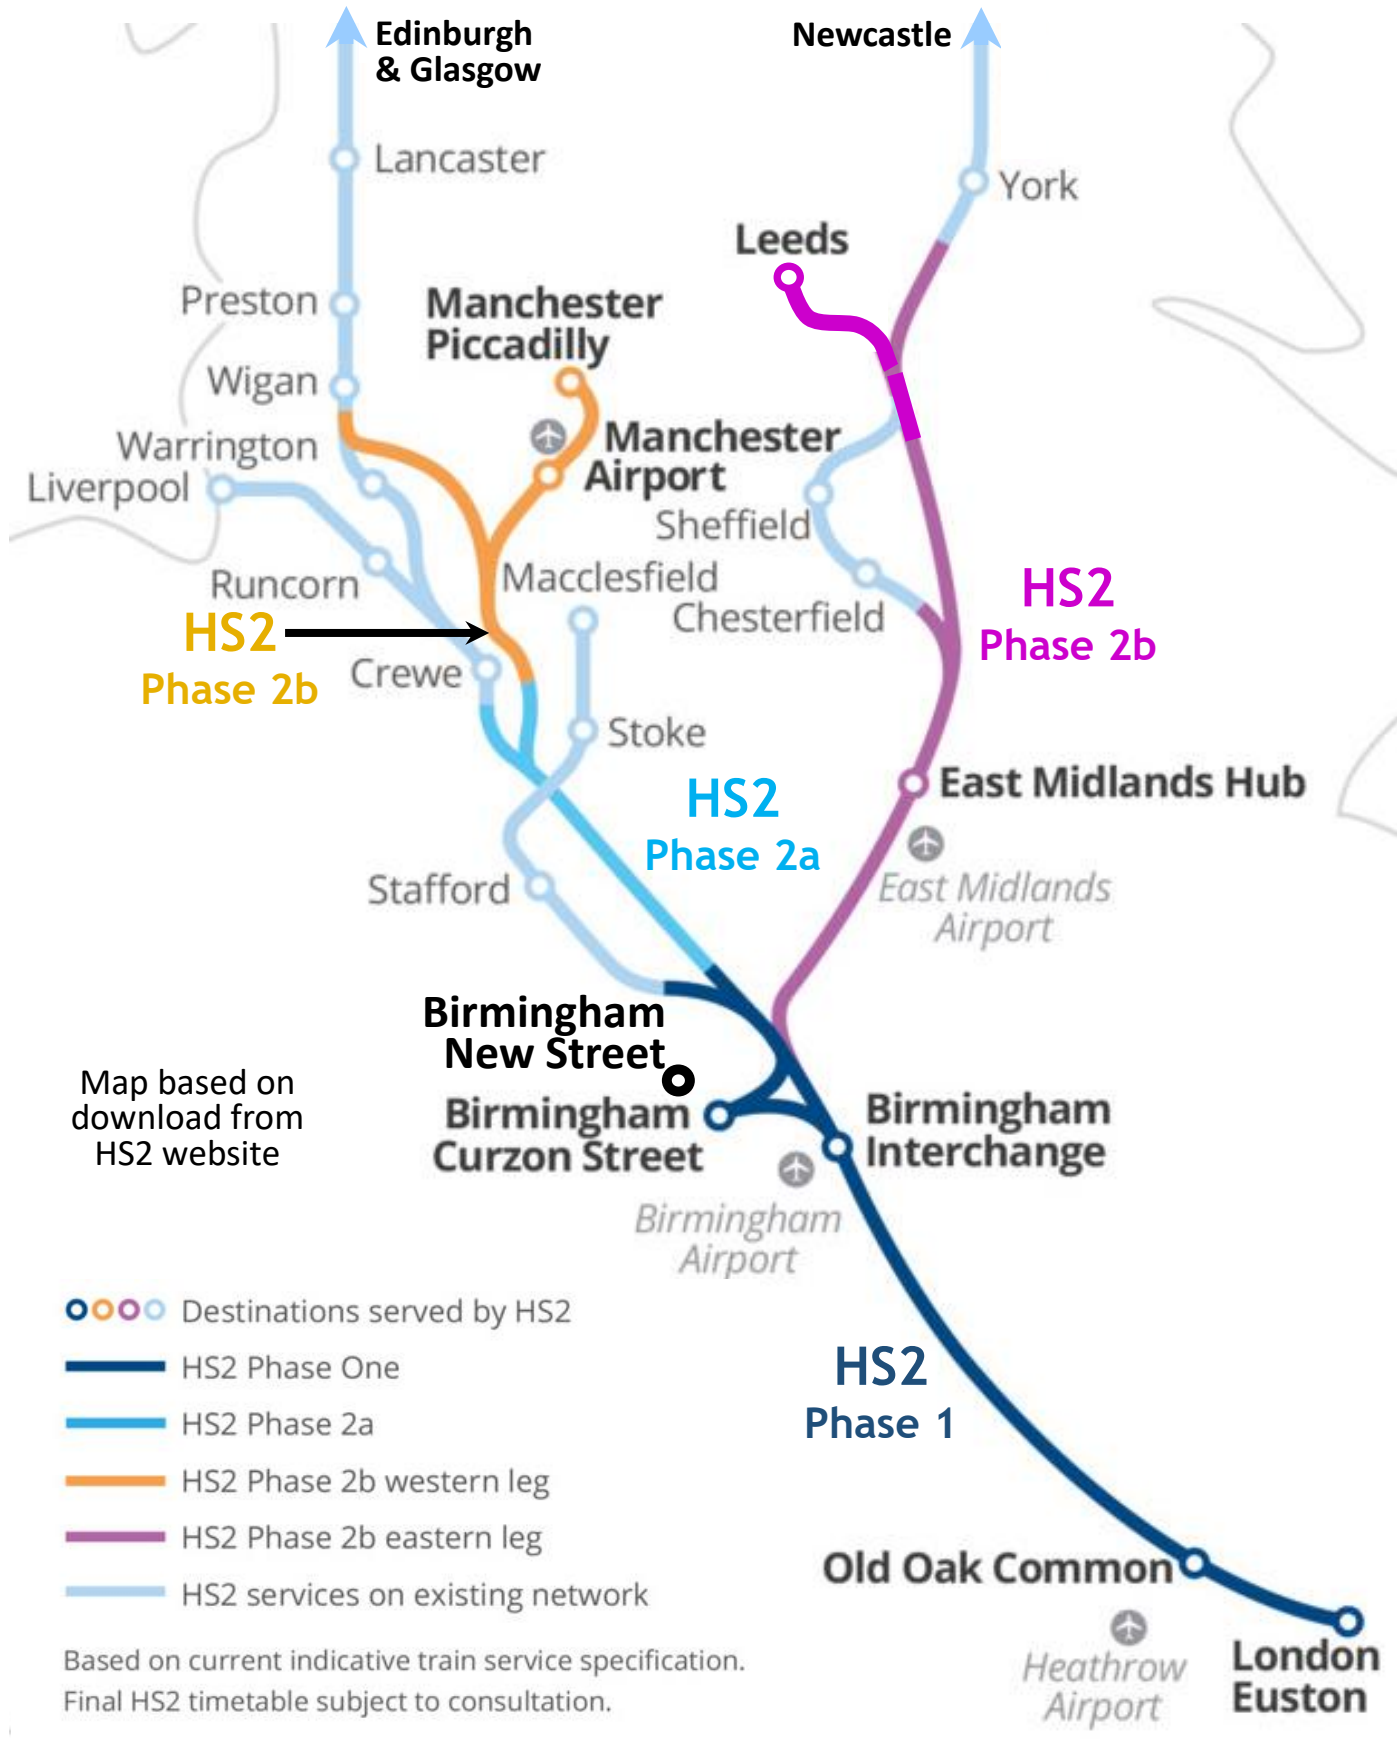 Edinburgh
& Glasgow
Newcastle
Lancaster
York
Leeds
Preston
Manchester
Piccadilly
Wigan
Warrington
Manchester
Airport
Liverpool
Sheffield
Runcorn
Macclesfield
Chesterfield
HS2
Phase 2b
HS2
Phase 2b
Crewe
Stoke
East Midlands Hub
HS2
Phase 2a
Stafford
East Midlands
Airport
Birmingham
New Street
Map based on
download from
HS2 website
Birmingham
Curzon Street
Birmingham
Interchange
Birmingham
Airport
Destinations served by HS2
HS2 Phase One
HS2 Phase 2a
HS2 Phase 2b western leg
HS2 Phase 2b eastern leg
HS2 services on existing network
HS2
Phase 1
Old Oak Common
Heathrow
Airport
London
Euston
Based on current indicative train service specification.
Final HS2 timetable subject to consultation.